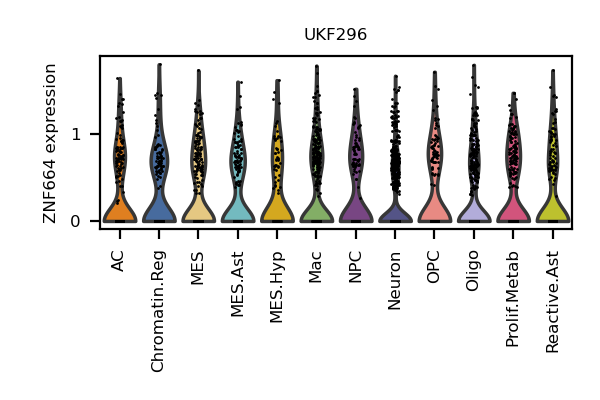 UKF296
ZNF664 expression
1
0
AC
Chromatin.Reg
MES
MES.Ast
MES.Hyp
Mac
NPC
Neuron
OPC
Oligo
Prolif.Metab
Reactive.Ast